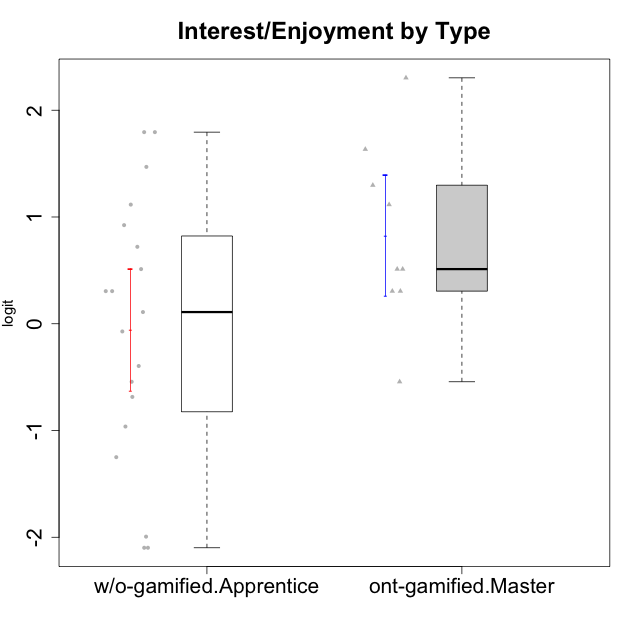 Interest/Enjoyment by Type
2
1
0
-1
-2
logit
w/o-gamified.Apprentice ont-gamified.Master